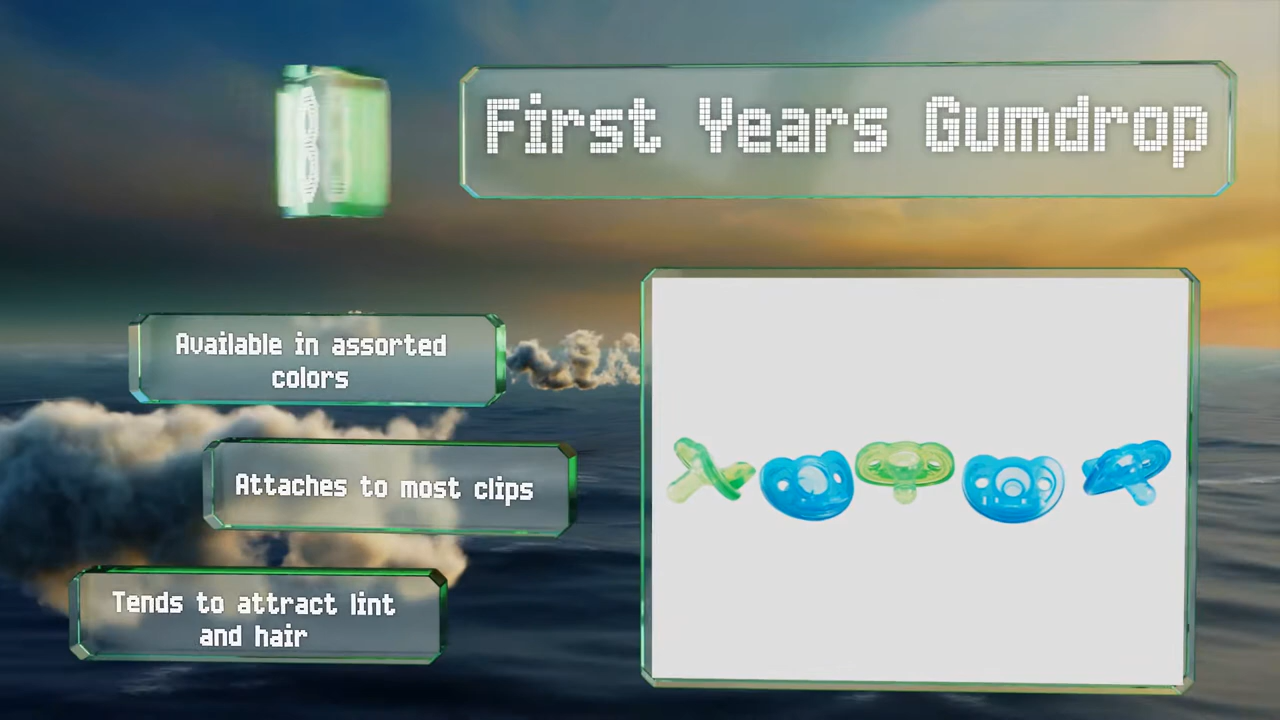 First Years Gumdrop
Available in assorted
colors
Attaches to most clips
Tends to attract lint
and hair